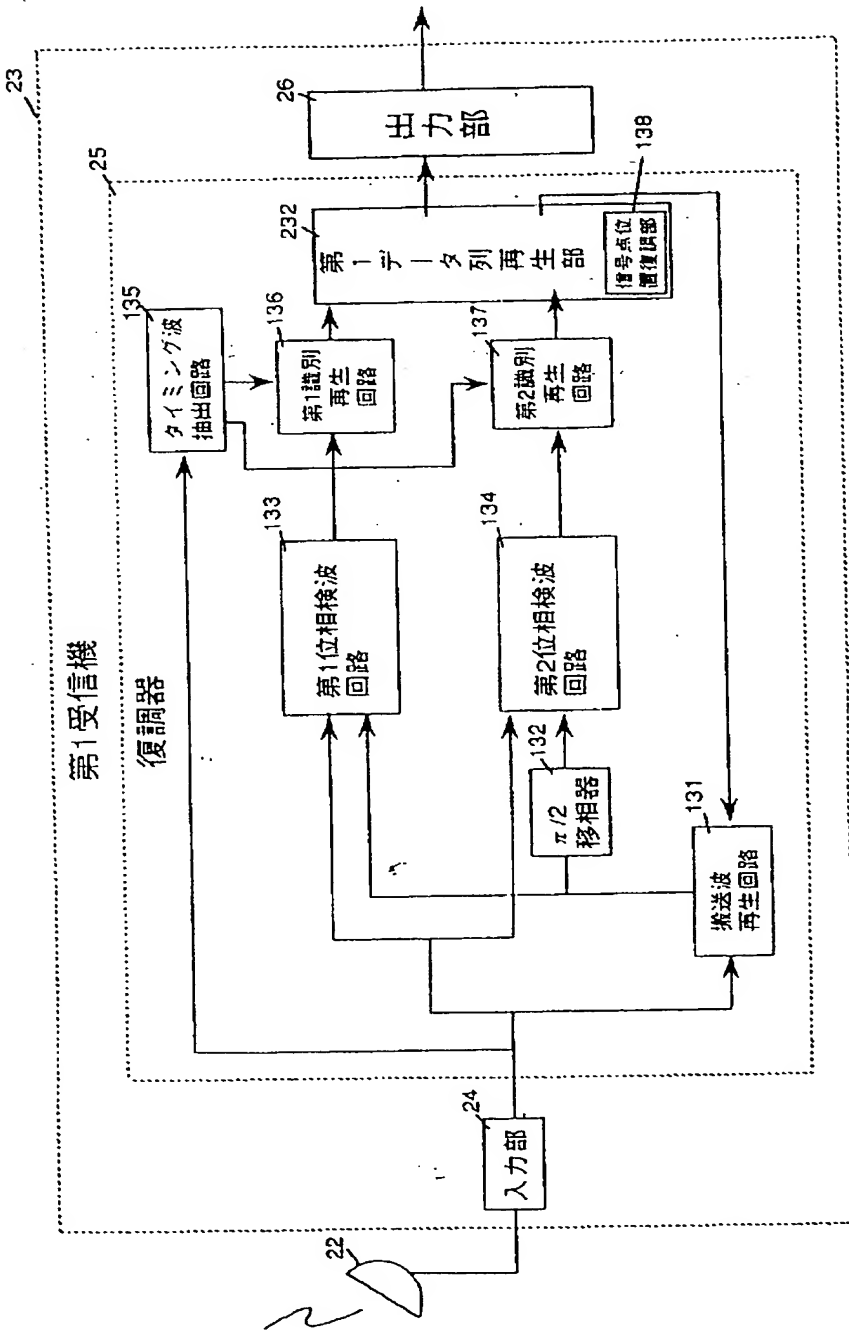 23
第1受信機
25
復調器
22
24
入力部
135
タイミング波
抽出回路
133
第1位相検波
回路
136
第1識別
再生
回路
134
第2位相検波
回路
137
第2識別
再生
回路
132
π/2
移相器
131
搬送波
再生回路
232
第1データ列再生部
138
信号点位
置復調部
26
出力部